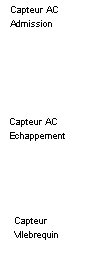 Capteur AC
Admission
Capteur AC
Echappement
Capteur
Vilebrequin